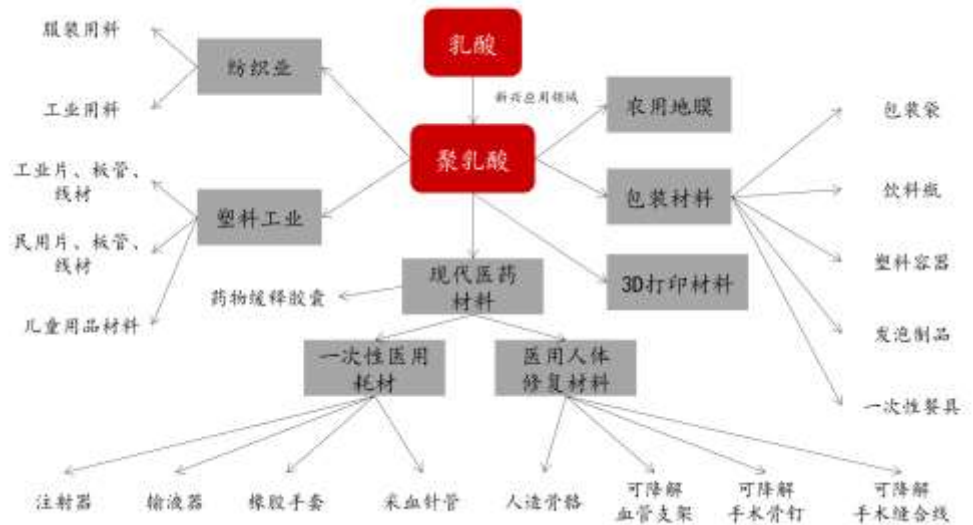 乳酸
新兴应用领域
聚乳酸
纺织业
服装用料
工业用料
塑料工业
工业片、板管、
线材
民用片、板管、
线材
儿童用品材料
农用地膜
包装材料
包装袋
饮料瓶
塑料容器
发泡制品
一次性餐具
3D打印材料
现代医药
材料
药物缓释胶囊
一次性医用
耗材
医用人体
修复材料
注射器
输液器
橡胶手套
采血针管
人造骨骼
可降解
血管支架
可降解
手术骨钉
可降解
手术缝合线